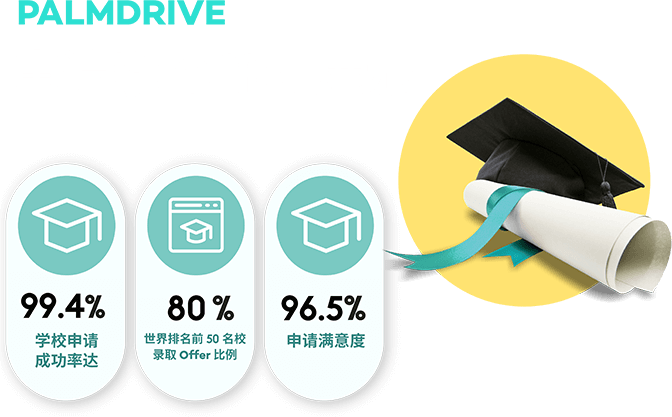 PALMDRIVE
99.4%
学校申请
成功率达
80 %
世界排名前 50 名校
录取 Offer 比例
96.5%
申请满意度